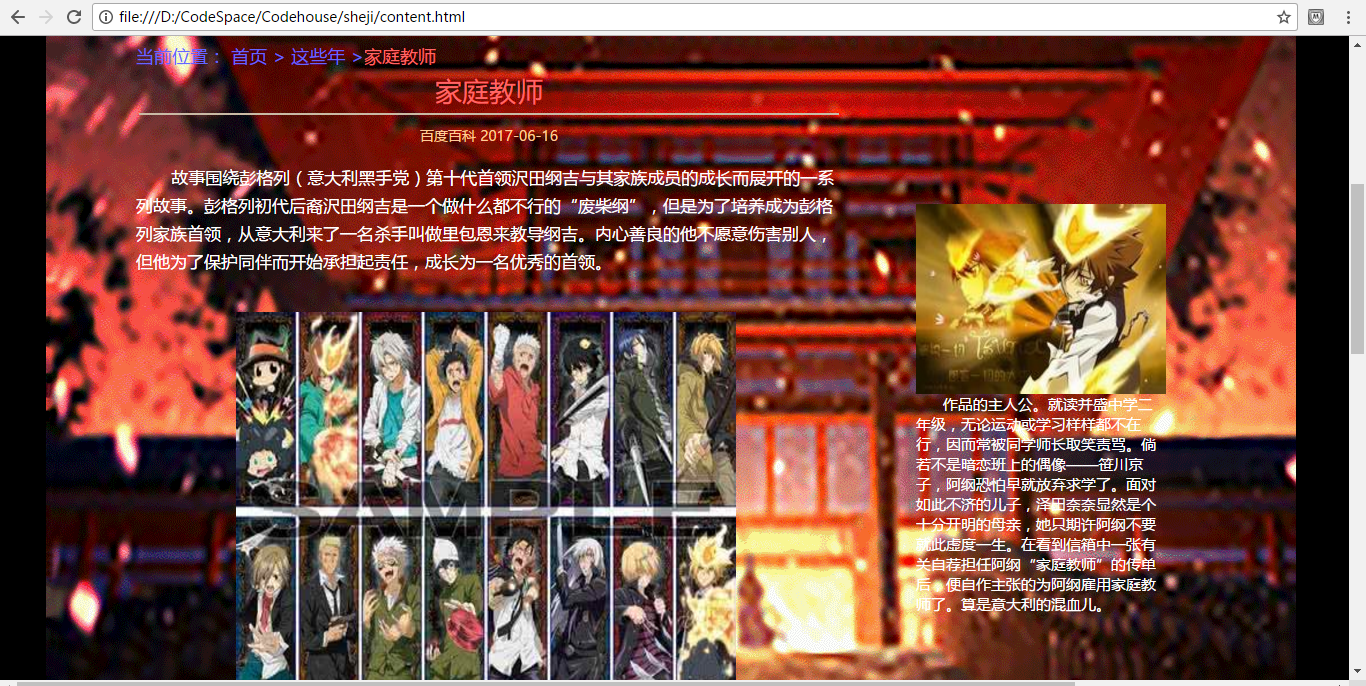 file:///D:/CodeSpace/Codehouse/sheji/content.html
当前位置： 首页 > 这些年 >家庭教师
家庭教师
百度百科 2017-06-16
故事围绕彭格列（意大利黑手党）第十代首领沢田纲吉与其家族成员的成长而展开的一系
列故事。彭格列初代后裔沢田纲吉是一个做什么都不行的“废柴纲”，但是为了培养成为彭格
列家族首领，从意大利来了一名杀手叫做里包恩来教导纲吉。内心善良的他不愿意伤害别人，
但他为了保护同伴而开始承担起责任，成长为一名优秀的首领。
SAMPLE
作品的主人公。就读并盛中学二
年级，无论运动或学习样样都不在
行，因而常被同学师长取笑责骂。倘
若不是暗恋班上的偶像——笹川京
子，阿纲恐怕早就放弃求学了。面对
如此不济的儿子，泽田奈奈显然是个
十分开明的母亲，她只期许阿纲不要
就此虚度一生。在看到信箱中一张有
关自荐担任阿纲“家庭教师”的传单
后，便自作主张的为阿纲雇用家庭教
师了。算是意大利的混血儿。